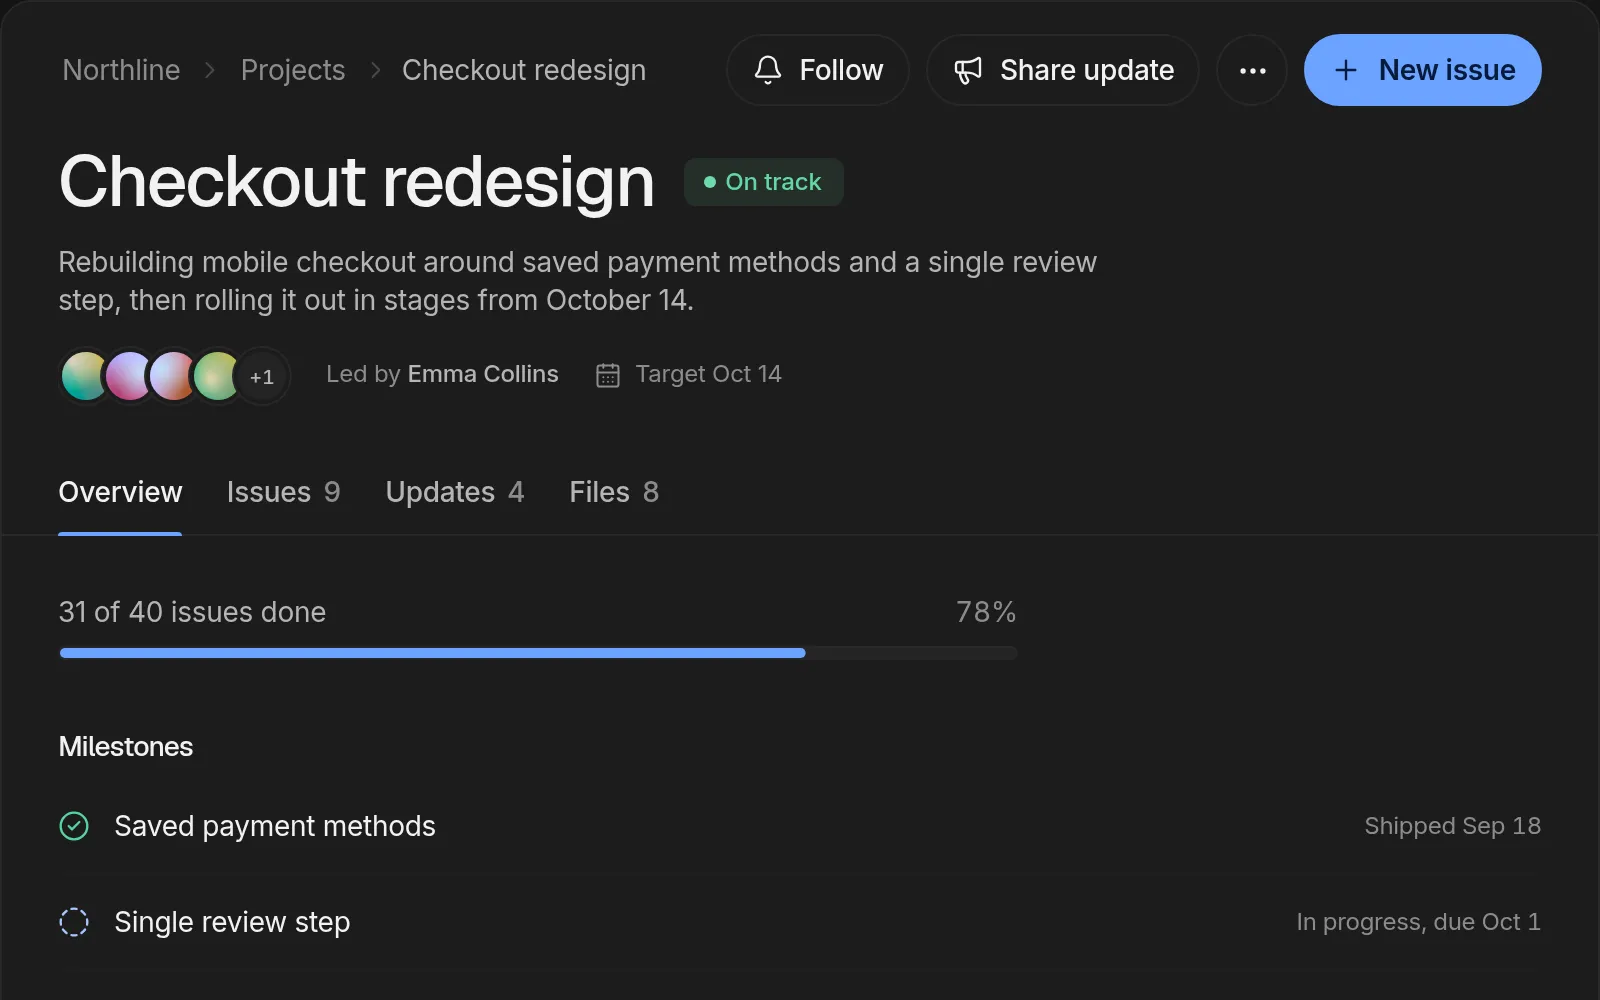 Northline > Projects > Checkout redesign
Follow
Share update
New issue
Checkout redesign
On track
Rebuilding mobile checkout around saved payment methods and a single review
step, then rolling it out in stages from October 14.
+1
Led by Emma Collins
Target Oct 14
Overview
Issues 9
Updates 4
Files 8
31 of 40 issues done
78%
Milestones
Saved payment methods
Shipped Sep 18
Single review step
In progress, due Oct 1